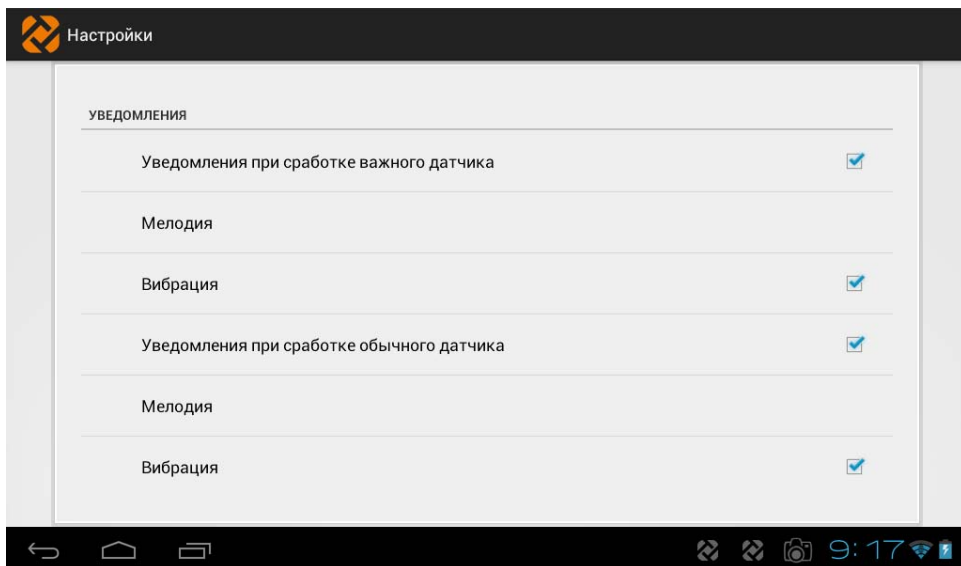 Настройки
УВЕДОМЛЕНИЯ
Уведомления при сработке важного датчика
Мелодия
Вибрация
Уведомления при сработке обычного датчика
Мелодия
Вибрация
9:17